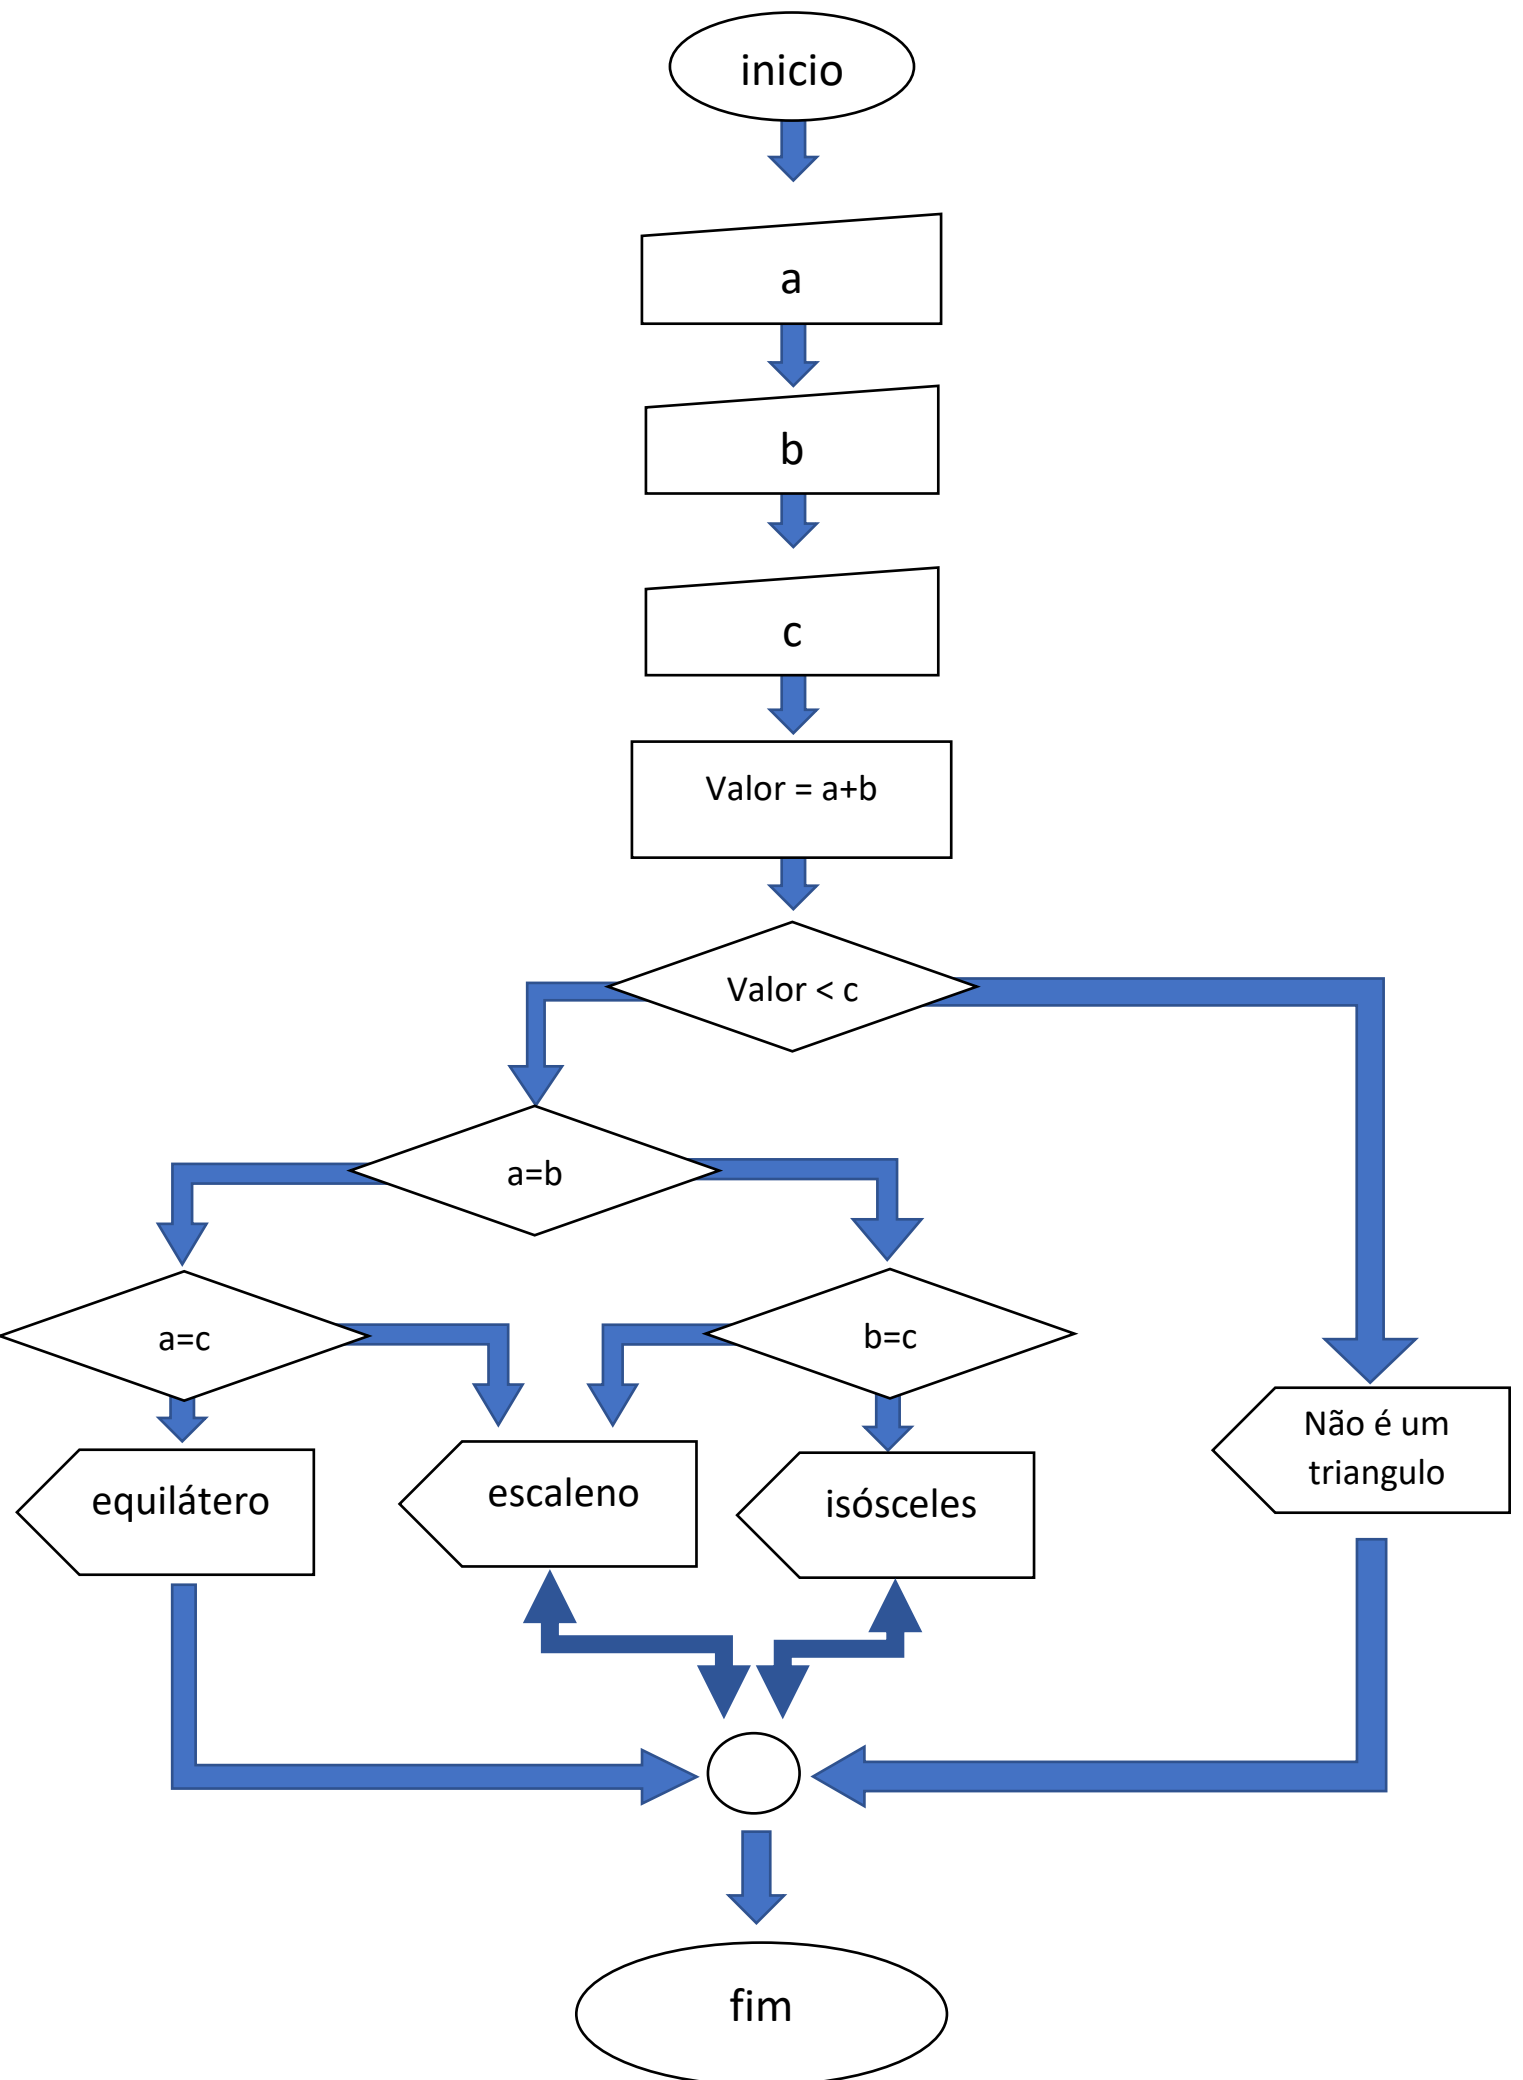 inicio
a
b
c
Valor = a+b
Valor < c
a=b
a=c
b=c
equilátero
escaleno
isósceles
Não é um
triangulo
fim